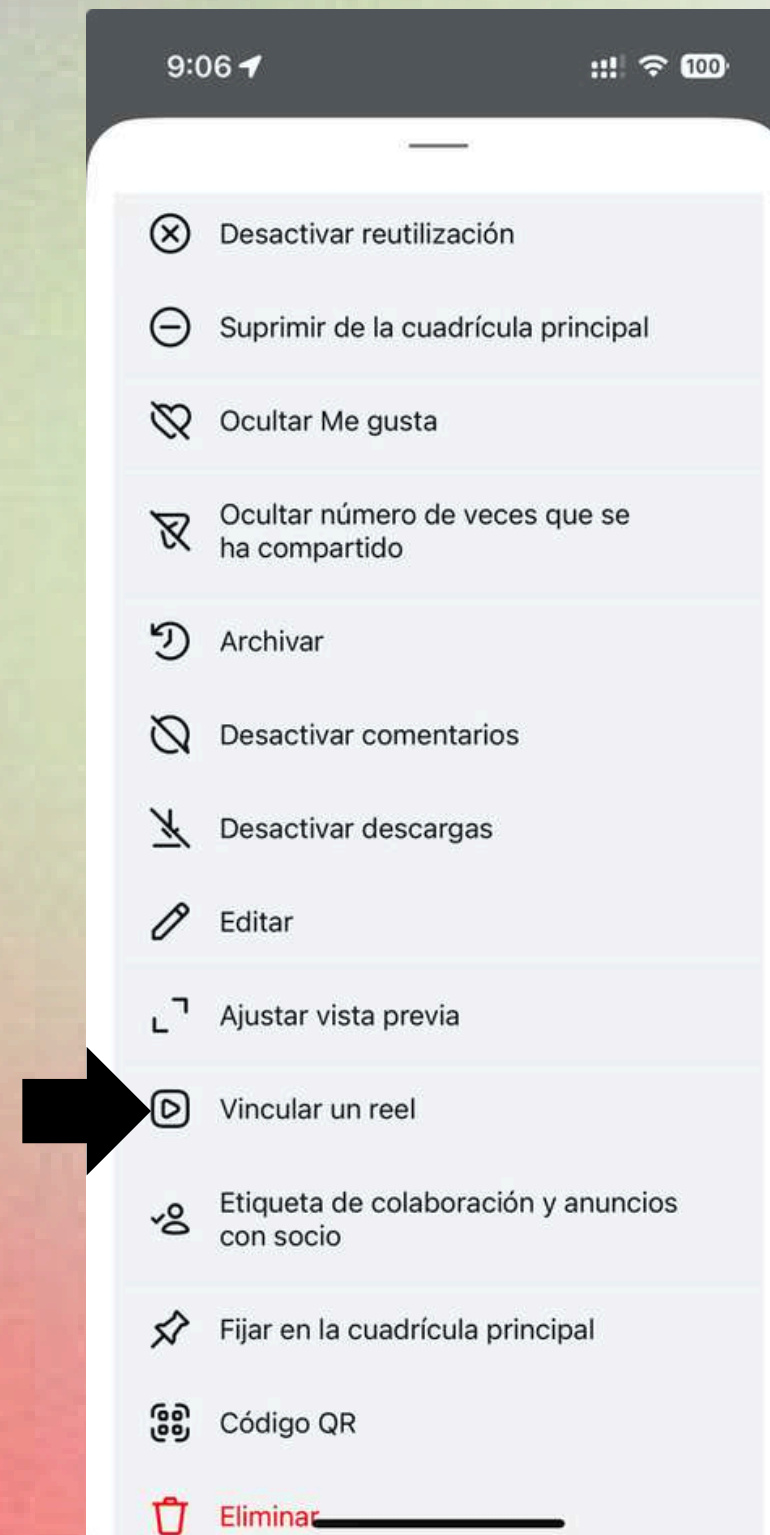 9:06
100
Desactivar reutilización
Suprimir de la cuadrícula principal
Ocultar Me gusta
Ocultar número de veces que se
ha compartido
Archivar
Desactivar comentarios
Desactivar descargas
Editar
Ajustar vista previa
Vincular un reel
Etiqueta de colaboración y anuncios
con socio
Fijar en la cuadrícula principal
Código QR
Eliminar